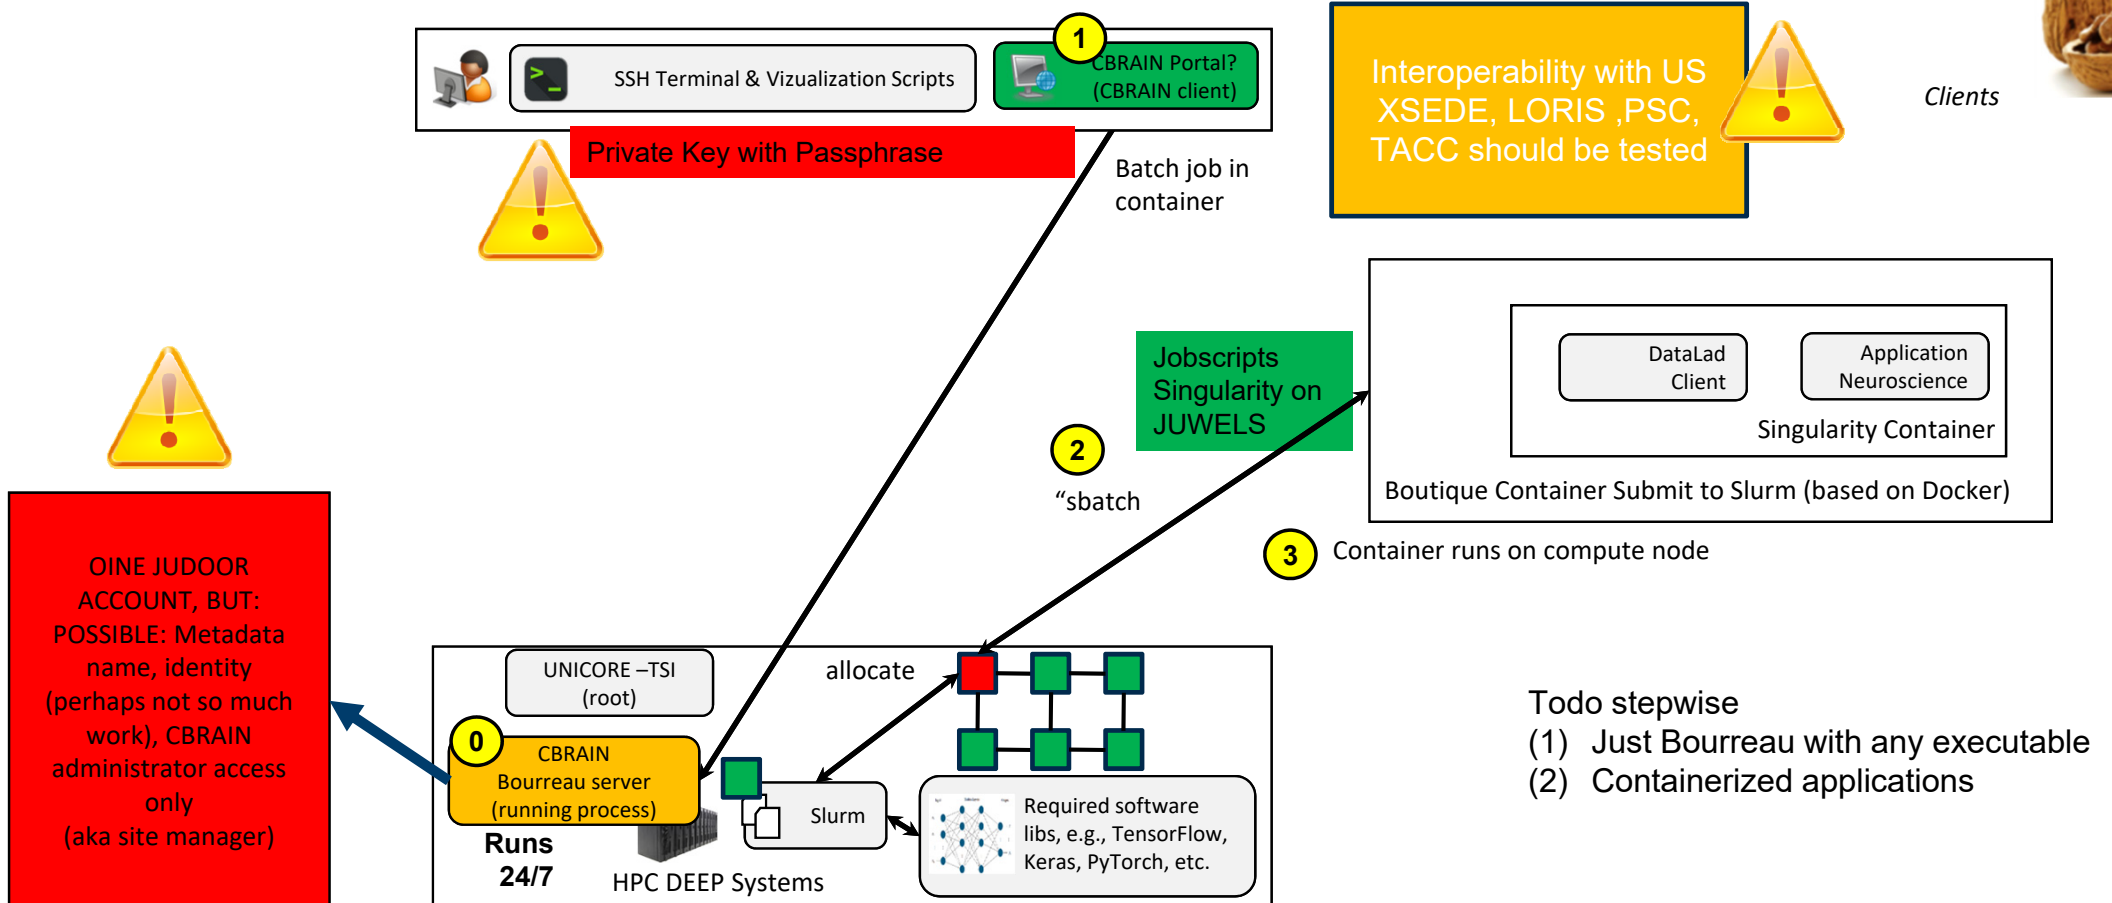 1
SSH Terminal & Vizualization Scripts
CBRAIN Portal?
(CBRAIN client)
Private Key with Passphrase
Batch job in
container
Interoperability with US
XSEDE, LORIS ,PSC,
TACC should be tested
Clients
Jobscripts
Singularity on
JUWELS
DataLad
Client
Application
Neuroscience
Singularity Container
Boutique Container Submit to Slurm (based on Docker)
2
“sbatch
3
Container runs on compute node
OINE JUDOOR
ACCOUNT, BUT:
POSSIBLE: Metadata
name, identity
(perhaps not so much
work), CBRAIN
administrator access
only
(aka site manager)
UNICORE –TSI
(root)
allocate
0
CBRAIN
Bourreau server
(running process)
Runs
24/7
HPC DEEP Systems
Slurm
Required software
libs, e.g., TensorFlow,
Keras, PyTorch, etc.
Todo stepwise
(1) Just Bourreau with any executable
(2) Containerized applications